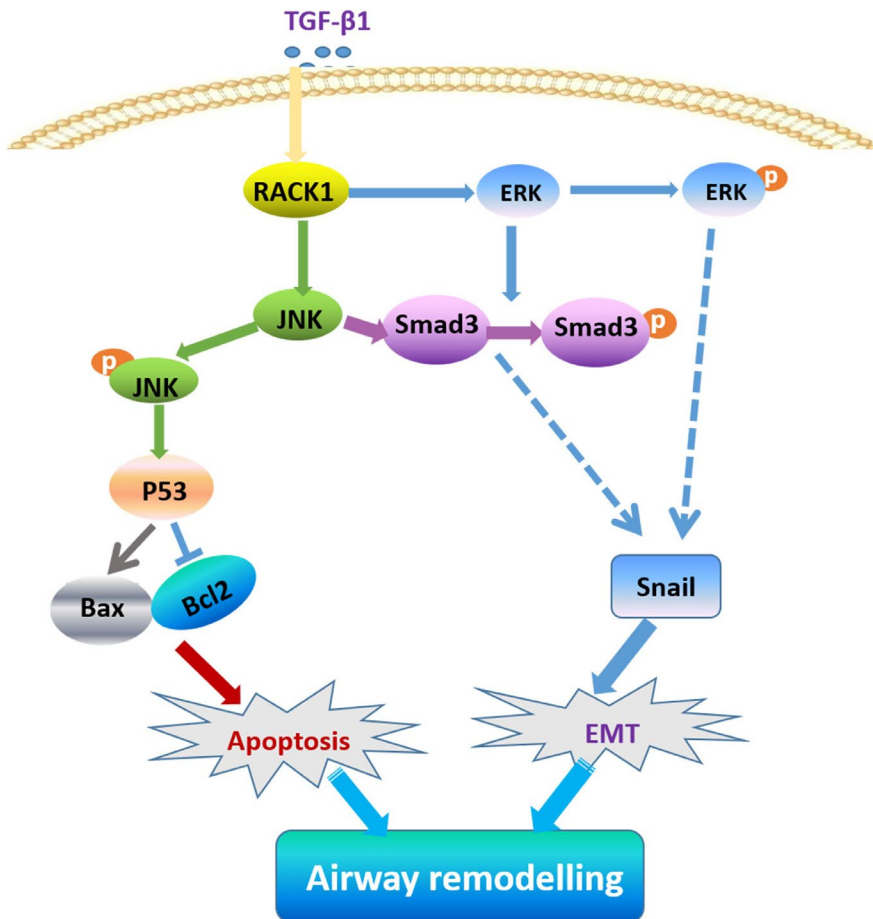 TGF-β1
RACK1
ERK
ERK
p
JNK
Smad3
Smad3
p
p
JNK
P53
Bax
Bcl2
Snail
Apoptosis
EMT
Airway remodelling